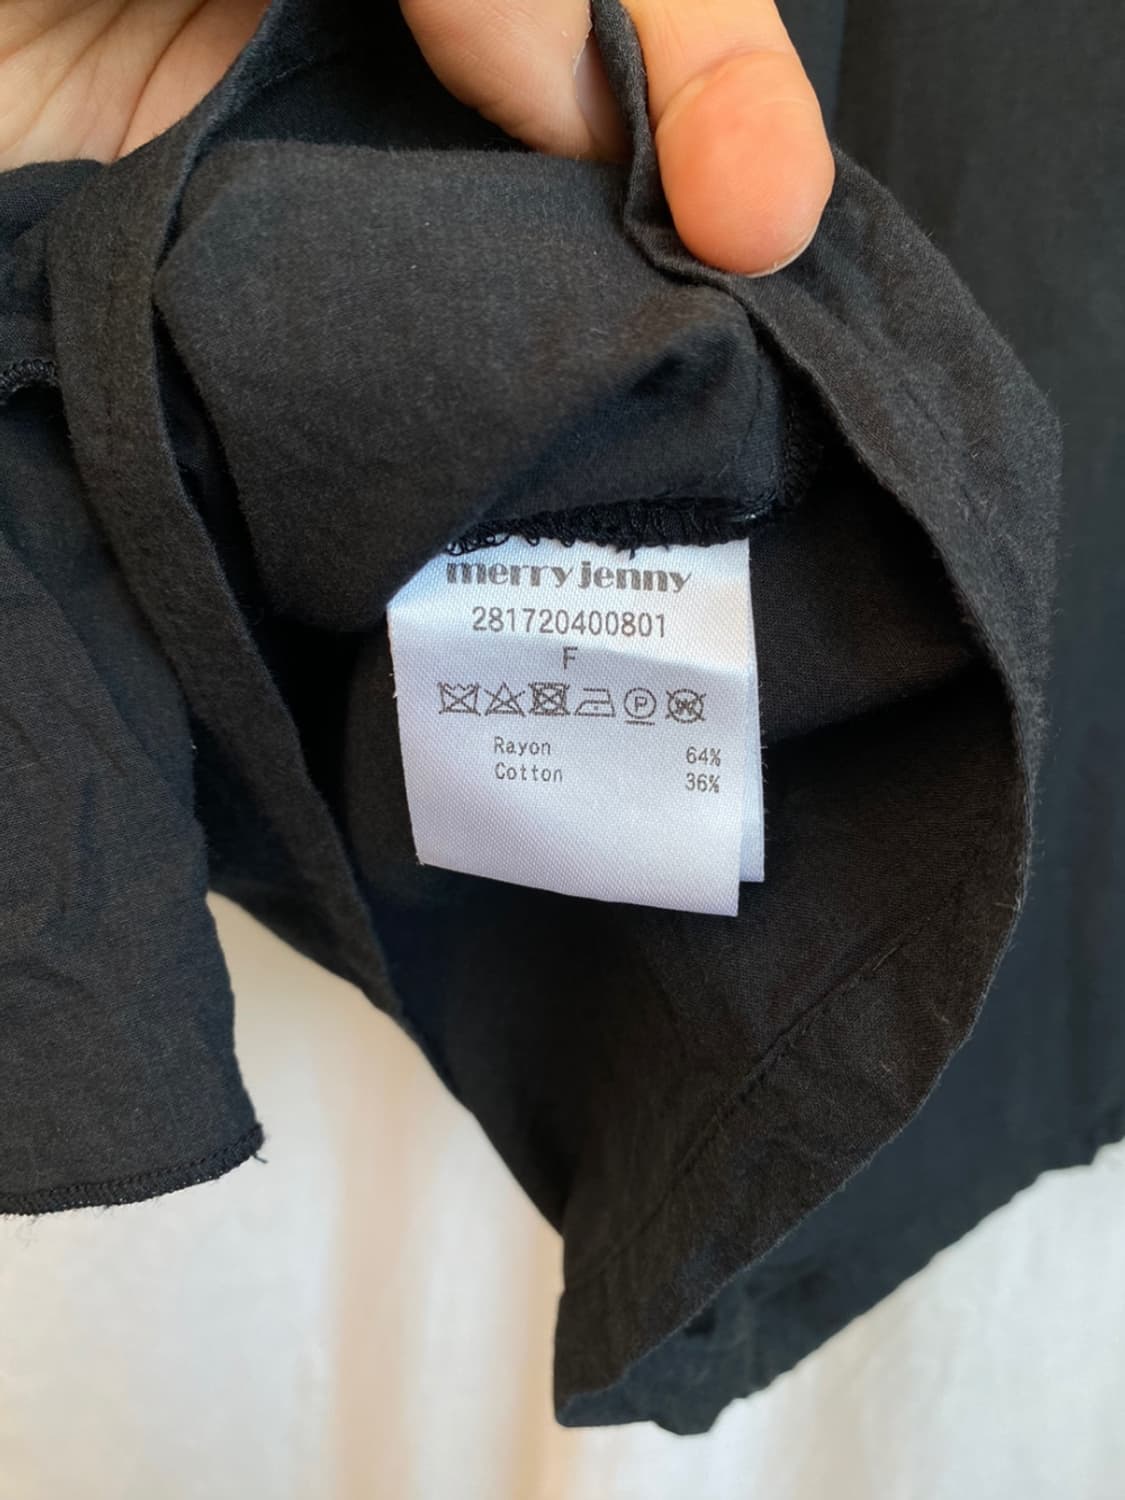 merry jenny
281720400801
F
P W
Rayon 64%
Cotton 36%